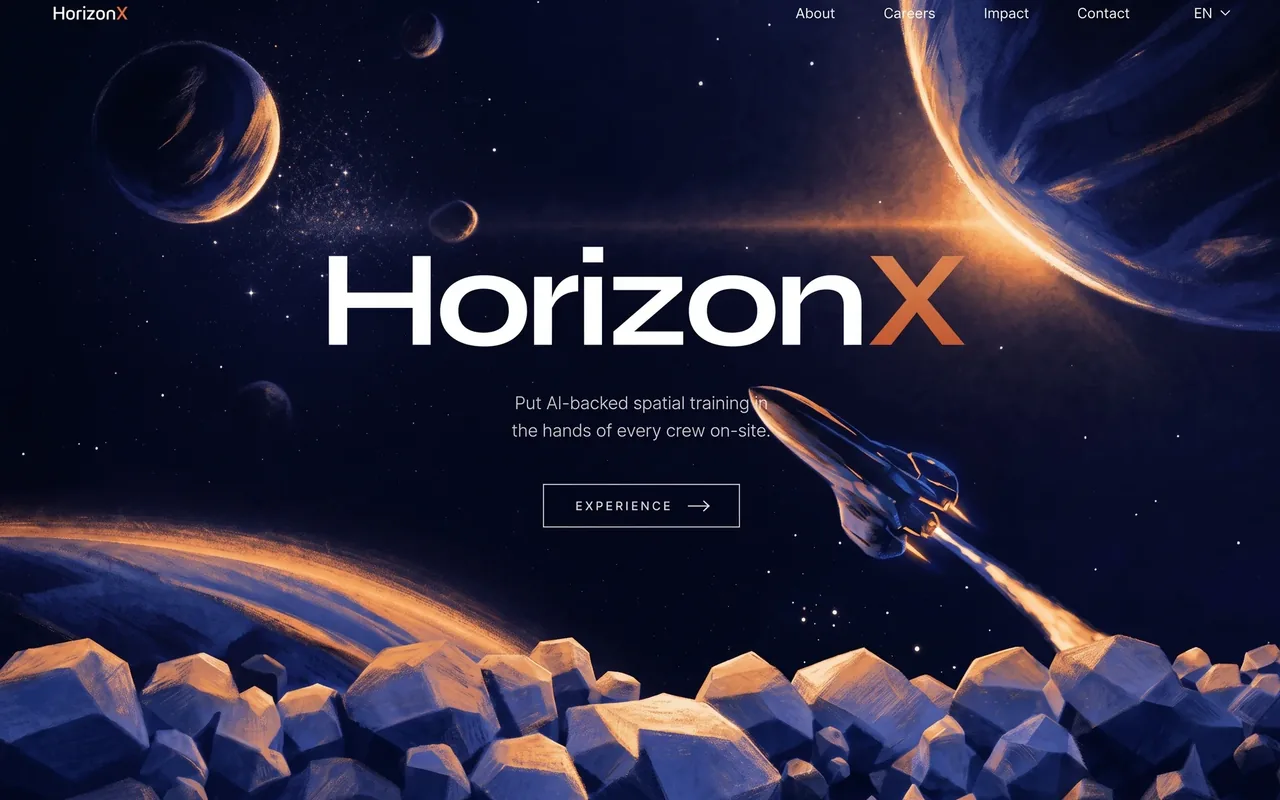 HorizonX
About
Careers
Impact
Contact
EN
HorizonX
Put AI-backed spatial training in
the hands of every crew on-site.
EXPERIENCE